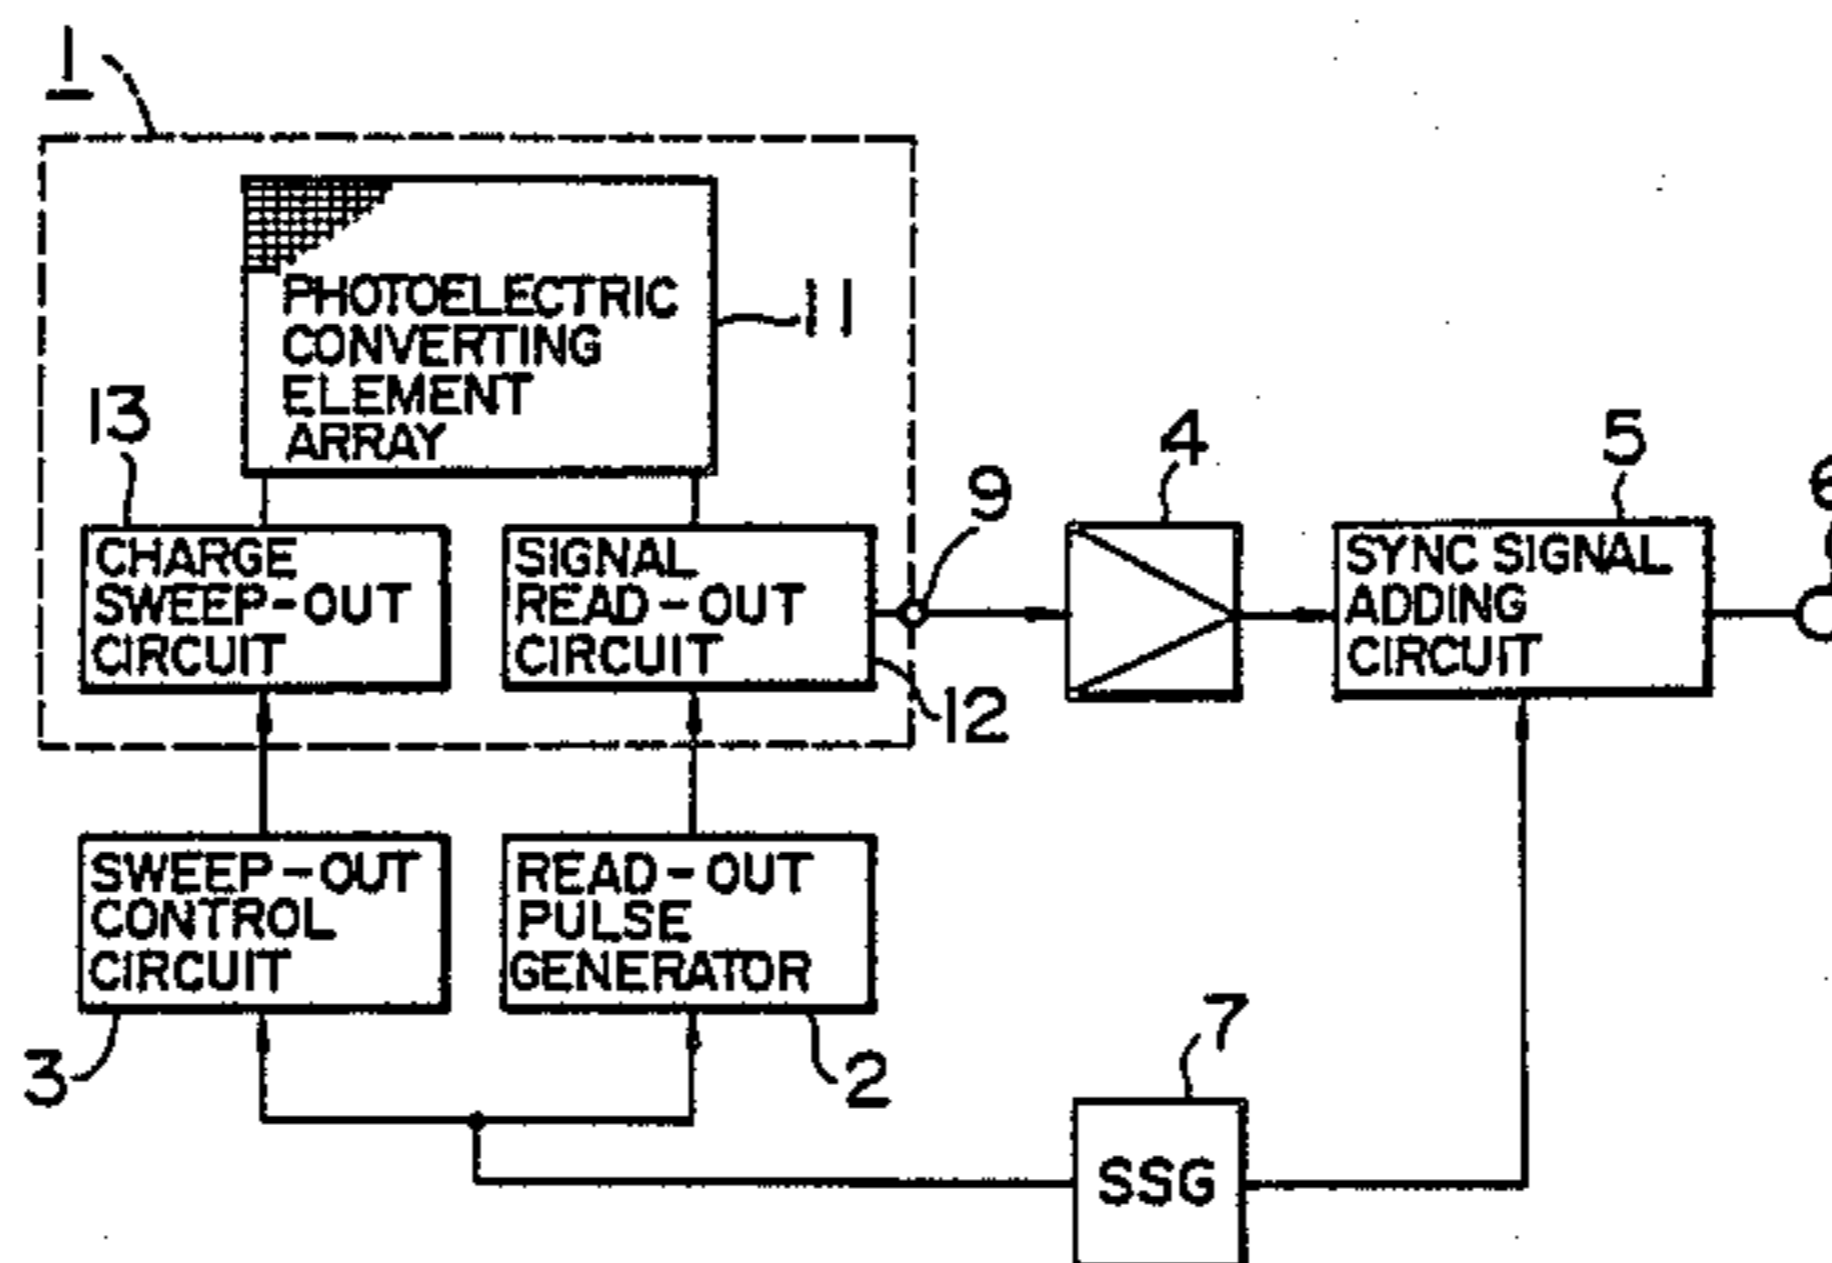 1
PHOTOELECTRIC
CONVERTING
ELEMENT
ARRAY
11
13
CHARGE
SWEEP-OUT
CIRCUIT
SIGNAL
READ-OUT
CIRCUIT
9
12
4
5
SYNC SIGNAL
ADDING
CIRCUIT
6
SWEEP-OUT
CONTROL
CIRCUIT
3
READ-OUT
PULSE
GENERATOR
2
7
SSG